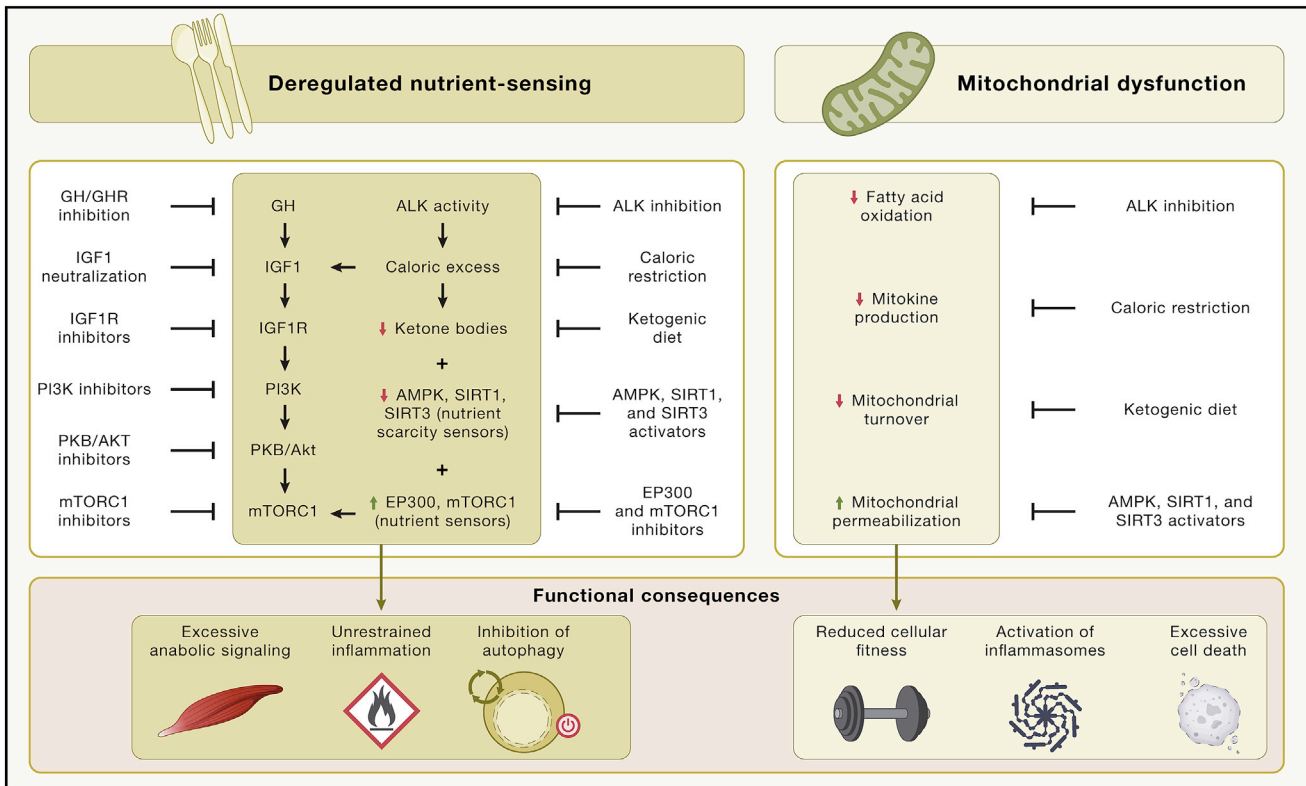 Deregulated nutrient-sensing
GH/GHR
inhibition
IGF1
neutralization
IGF1R
inhibitors
PI3K inhibitors
PKB/AKT
inhibitors
mTORC1
inhibitors
GH
IGF1
IGF1R
PI3K
PKB/Akt
mTORC1
ALK activity
Caloric excess
Ketone bodies
+
AMPK, SIRT1,
SIRT3 (nutrient
scarcity sensors)
+
EP300, mTORC1
(nutrient sensors)
ALK inhibition
Caloric
restriction
Ketogenic
diet
AMPK, SIRT1,
and SIRT3
activators
EP300
and mTORC1
inhibitors
Mitochondrial dysfunction
Fatty acid
oxidation
Mitokine
production
Mitochondrial
turnover
Mitochondrial
permeabilization
ALK inhibition
Caloric restriction
Ketogenic diet
AMPK, SIRT1, and
SIRT3 activators
Functional consequences
Excessive
anabolic signaling
Unrestrained
inflammation
Inhibition of
autophagy
Reduced cellular
fitness
Activation of
inflammasomes
Excessive
cell death